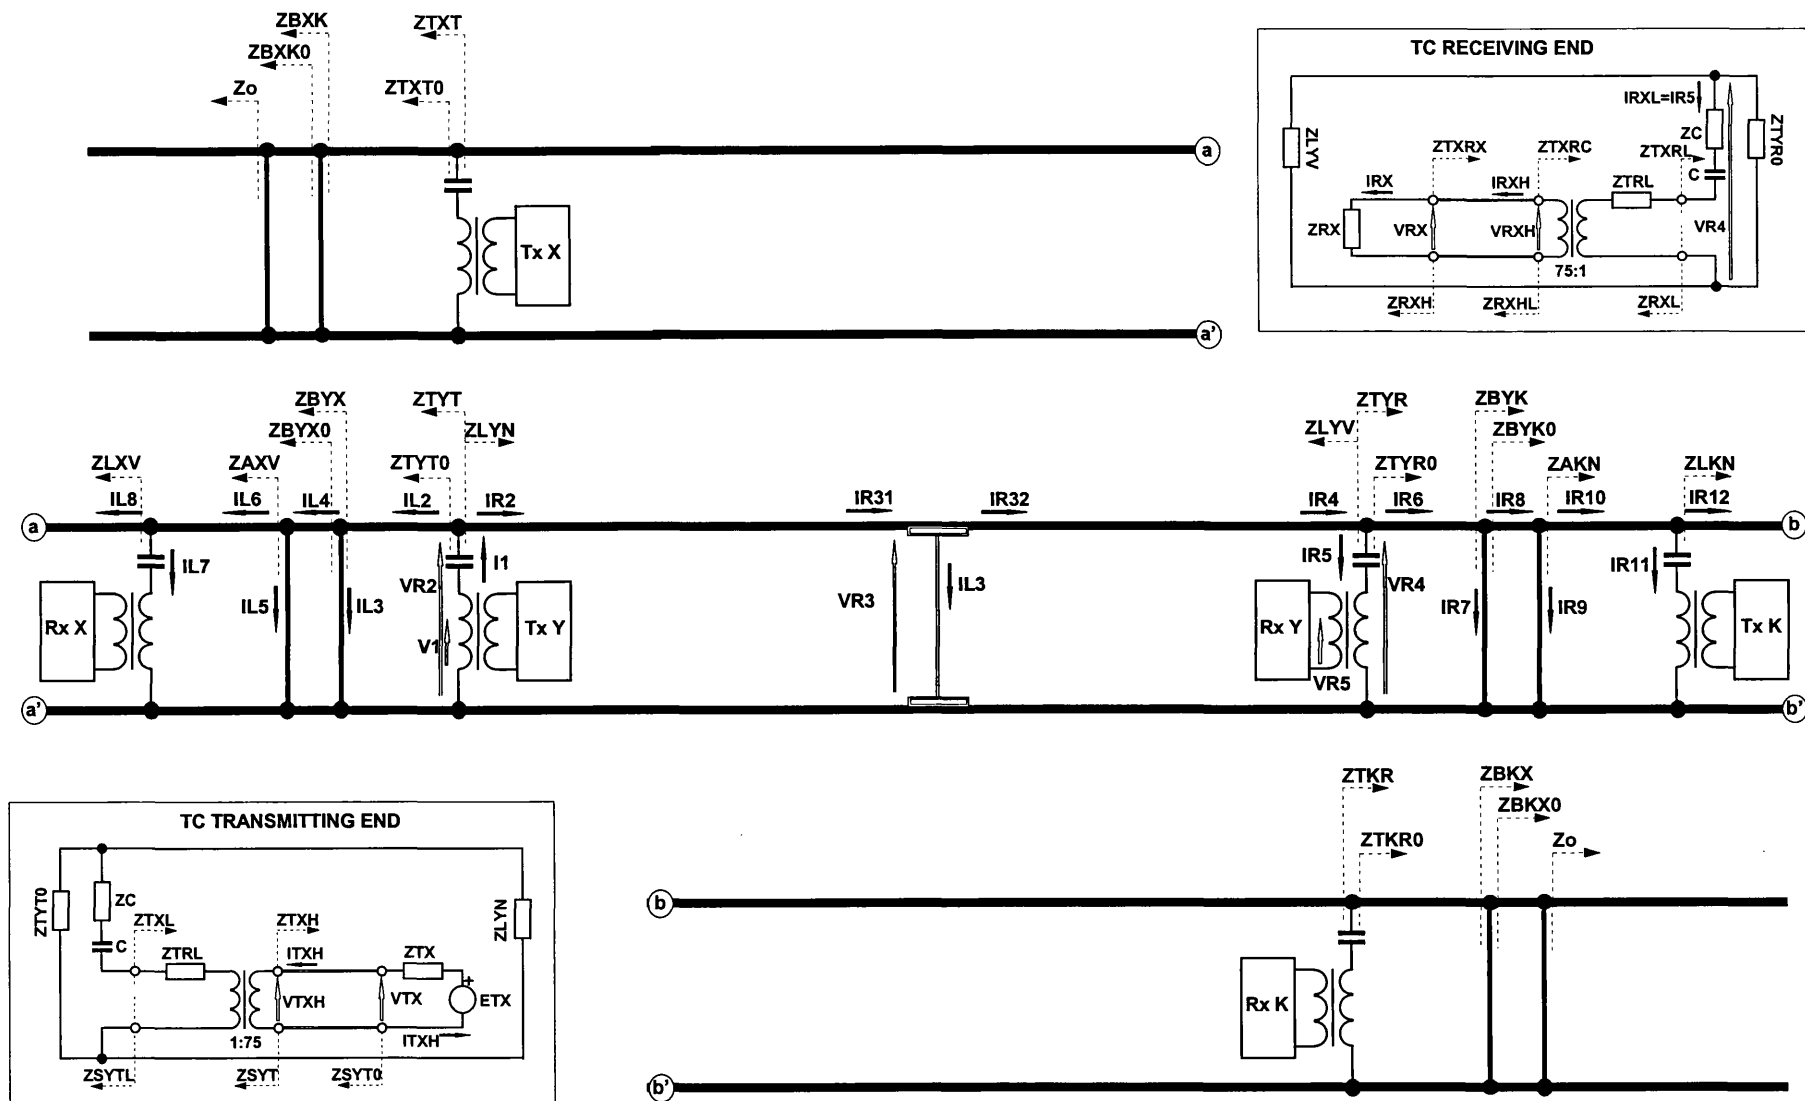 ZBXK
ZTXT
ZBXK0
Zo
ZTXT0
a
Tx X
a'
TC RECEIVING END
IRXL=IR5
ZLYV
ZC
ZTYR0
ZTXRX
ZTXRC
ZTXRL
C
IRX
IRXH
ZTRL
ZRX
VRX
VRXH
VR4
75:1
ZRXH
ZRXHL
ZRXL
ZBYX
ZTYT
ZTYR
ZBYK
ZBYX0
ZLYN
ZLYV
ZBYK0
ZLXV
ZAXV
ZTYT0
ZTYR0
ZAKN
ZLKN
IL8
IL6
IL4
IL2
IR2
IR31
IR32
IR4
IR6
IR8
IR10
IR12
a
b
IL7
I1
IR5
IR11
VR2
VR4
Rx X
IL5
IL3
Tx Y
VR3
IL3
Rx Y
IR7
IR9
Tx K
V1
VR5
a'
b'
ZTKR
ZBKX
ZBKX0
ZTKR0
Zo
b
Rx K
b'
TC TRANSMITTING END
ZTYT0
ZC
ZTXL
ZTXH
ZLYN
C
ZTRL
ITXH
ZTX
+
VTXH
VTX
ETX
1:75
ITXH
ZSYTL
ZSYT
ZSYT0